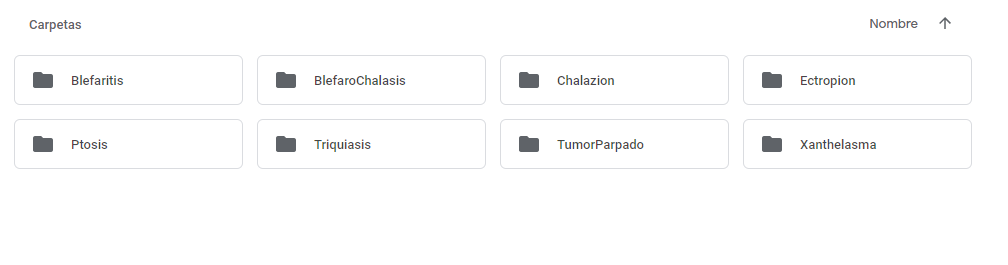 Carpetas Nombre
Blefaritis BlefaroChalasis Chalazion Ectropion
Ptosis Triquiasis TumorParpado Xanthelasma